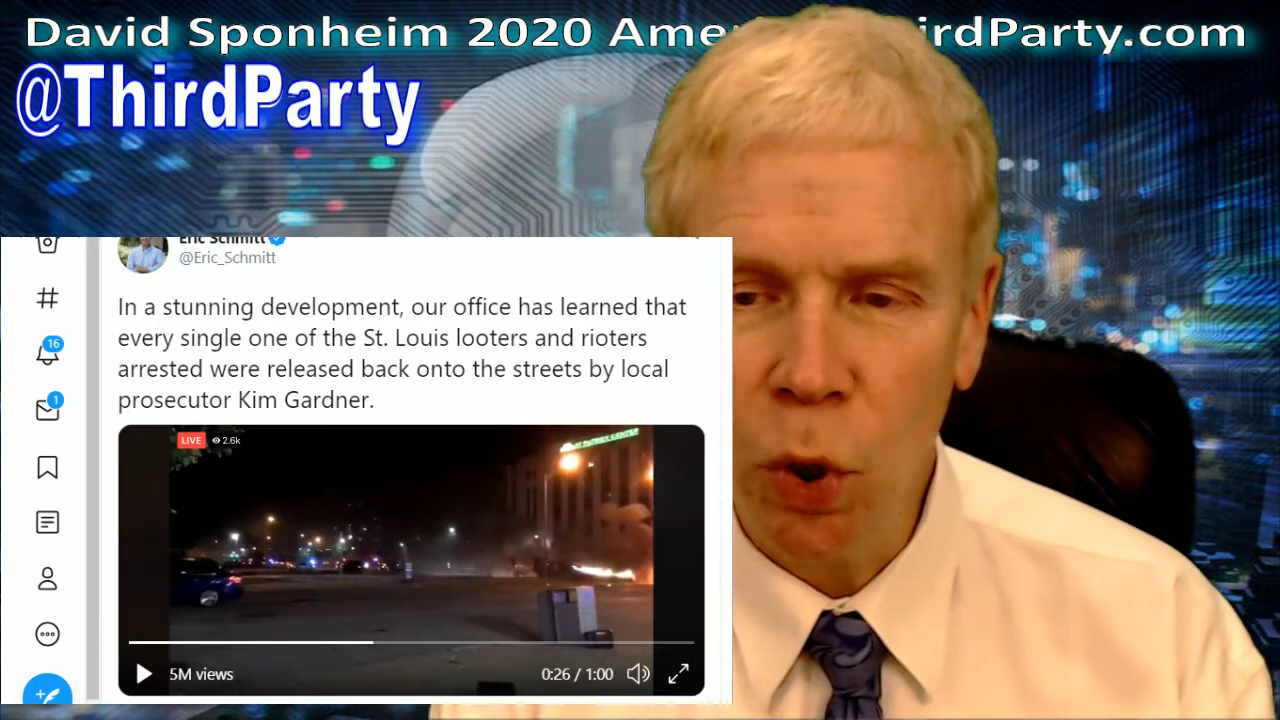 David Sponheim 2020 Ame irdParty.com
@ThirdParty
Eric Schmitt
@Eric_Schmitt
16
In a stunning development, our office has learned that
every single one of the St. Louis looters and rioters
arrested were released back onto the streets by local
prosecutor Kim Gardner.
1
LIVE 2.6k
PATRICK CENTER
5M views
0:26 / 1:00